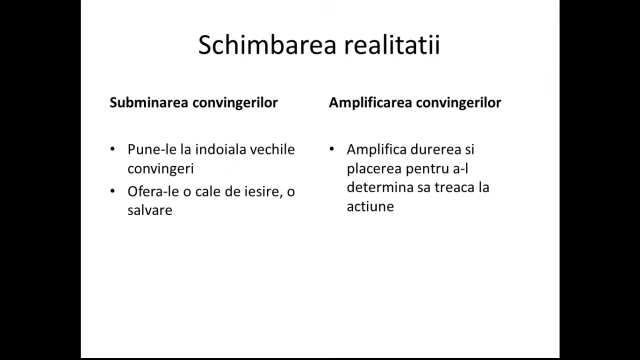 Schimbarea realitatii
Subminarea convingerilor
• Pune-le la indoiala vechile
convingeri
• Ofera-le o cale de iesire, o
salvare
Amplificarea convingerilor
• Amplifica durerea si
placerea pentru a-l
determina sa treaca la
actiune